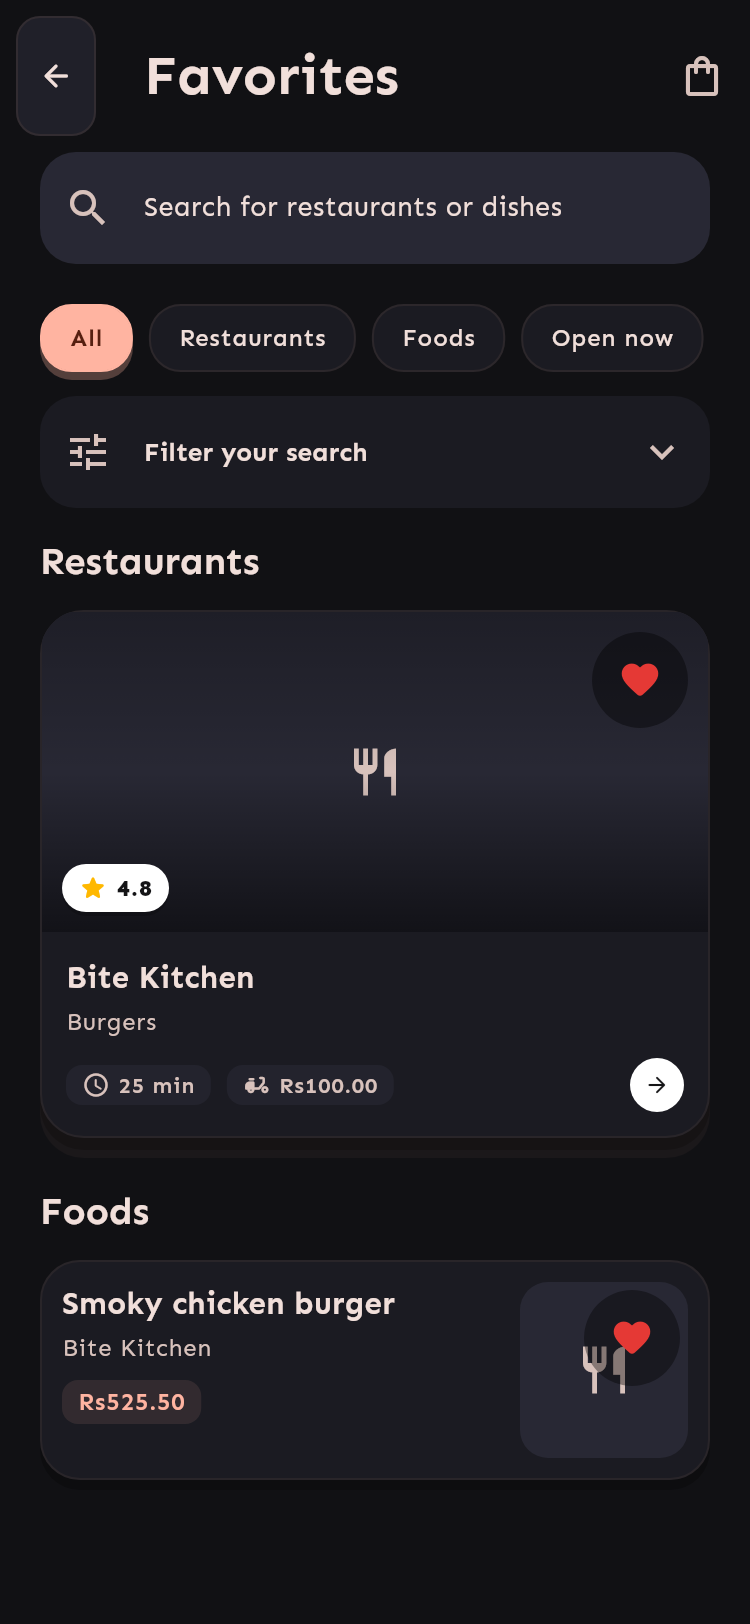 Favorites
Search for restaurants or dishes
All
Restaurants
Foods
Open now
Filter your search
Restaurants
4.8
Bite Kitchen
Burgers
25 min
Rs100.00
Foods
Smoky chicken burger
Bite Kitchen
Rs525.50